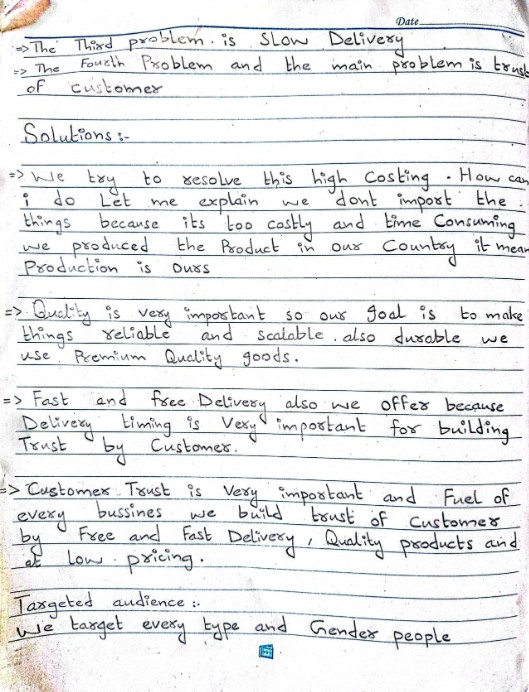 Date
=> The Third problem. is SLOW Delivery
=> The Fourth Problem and the main problem is trust
of customer
Solutions :-
=> We try to resolve this high Costing. How can
i do Let me explain we dont import the.
things because its too costly and time Consuming
we produced the Product in our Country it mean
Production is Ours
=> Quality is very important so our goal is to make
things reliable and scalable. also durable we
use Premium Quality goods.
=> Fast and free Delivery also we offer because
Delivery timing is Very important for building
Trust by Customer.
=> Customer Trust is Very important and Fuel of
every bussines we build trust of Customer
by Free and Fast Delivery, Quality products and
at low pricing.
Targeted audience :-
We target every type and Gender people